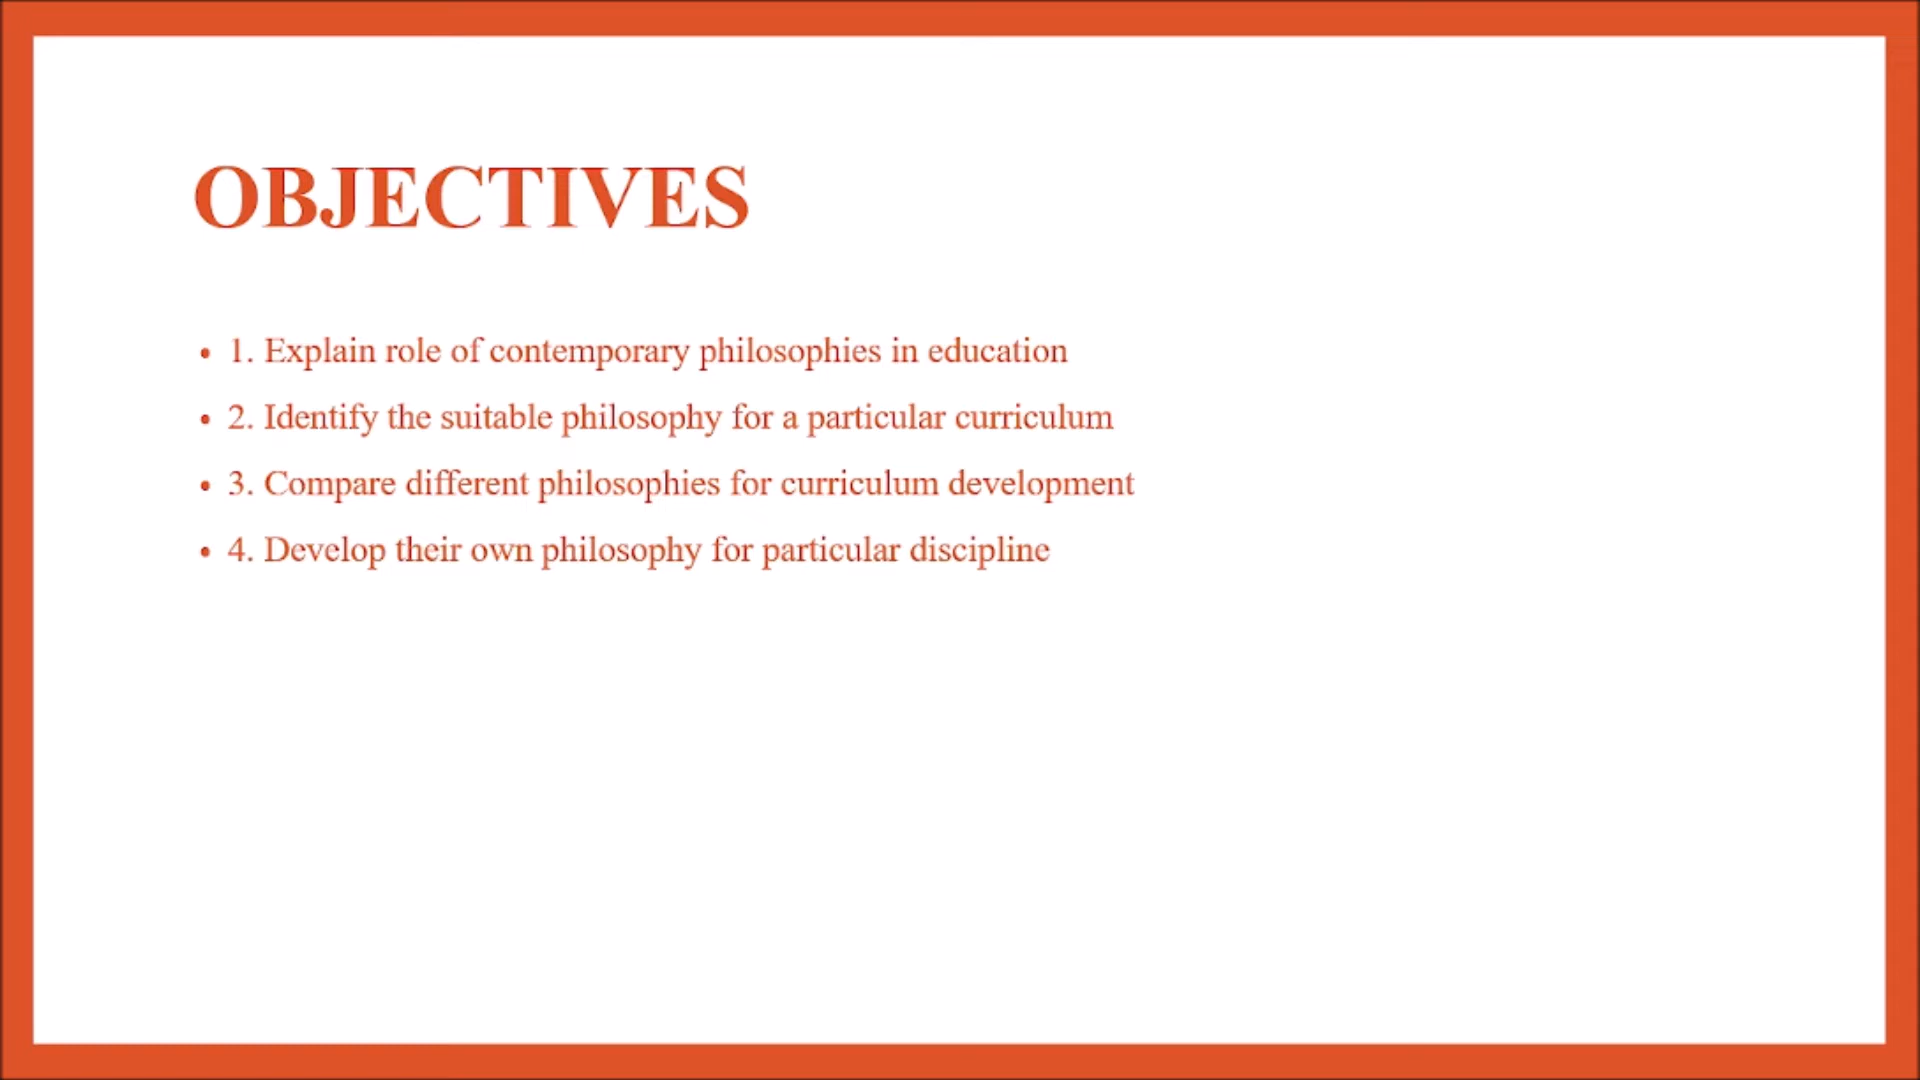 OBJECTIVES
• 1. Explain role of contemporary philosophies in education
• 2. Identify the suitable philosophy for a particular curriculum
• 3. Compare different philosophies for curriculum development
• 4. Develop their own philosophy for particular discipline